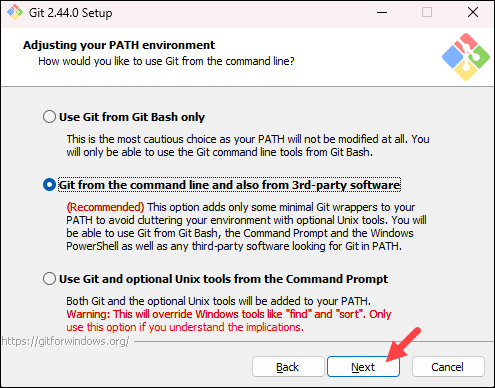 Git 2.44.0 Setup
Adjusting your PATH environment
How would you like to use Git from the command line?
Use Git from Git Bash only
This is the most cautious choice as your PATH will not be modified at all. You
will only be able to use the Git command line tools from Git Bash.
Git from the command line and also from 3rd-party software
(Recommended) This option adds only some minimal Git wrappers to your
PATH to avoid cluttering your environment with optional Unix tools. You will
be able to use Git from Git Bash, the Command Prompt and the Windows
PowerShell as well as any third-party software looking for Git in PATH.
Use Git and optional Unix tools from the Command Prompt
Both Git and the optional Unix tools will be added to your PATH.
Warning: This will override Windows tools like "find" and "sort". Only
use this option if you understand the implications.
https://gitforwindows.org/
Back Next Cancel